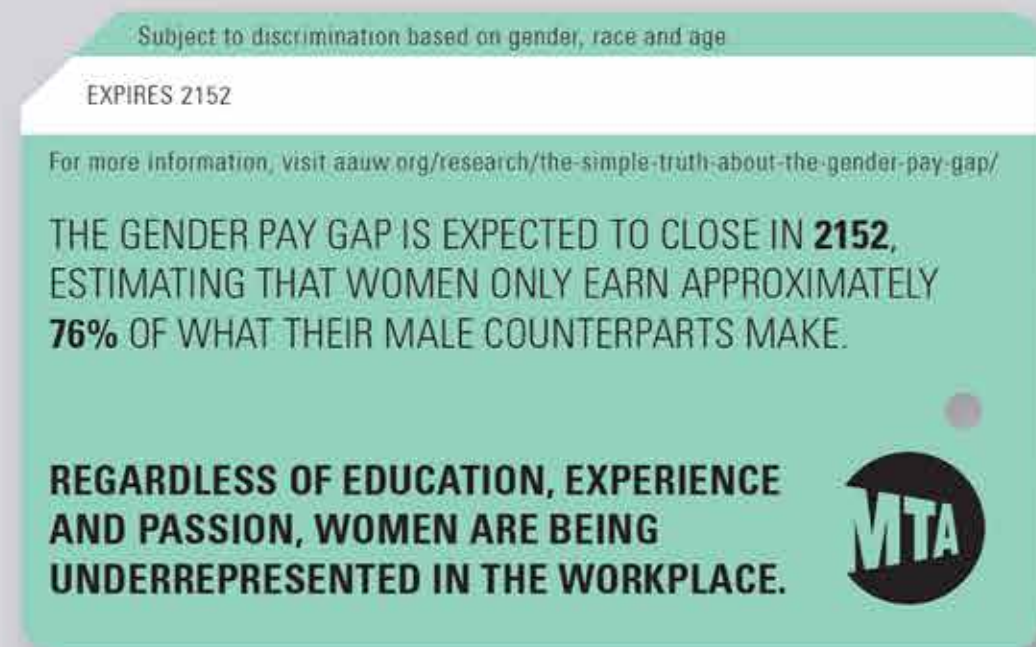 Subject to discrimination based on gender, race and age
EXPIRES 2152
For more information, visit aauw.org/research/the-simple-truth-about-the-gender-pay-gap/
THE GENDER PAY GAP IS EXPECTED TO CLOSE IN 2152,
ESTIMATING THAT WOMEN ONLY EARN APPROXIMATELY
76% OF WHAT THEIR MALE COUNTERPARTS MAKE.
REGARDLESS OF EDUCATION, EXPERIENCE
AND PASSION, WOMEN ARE BEING
UNDERREPRESENTED IN THE WORKPLACE.
MTA